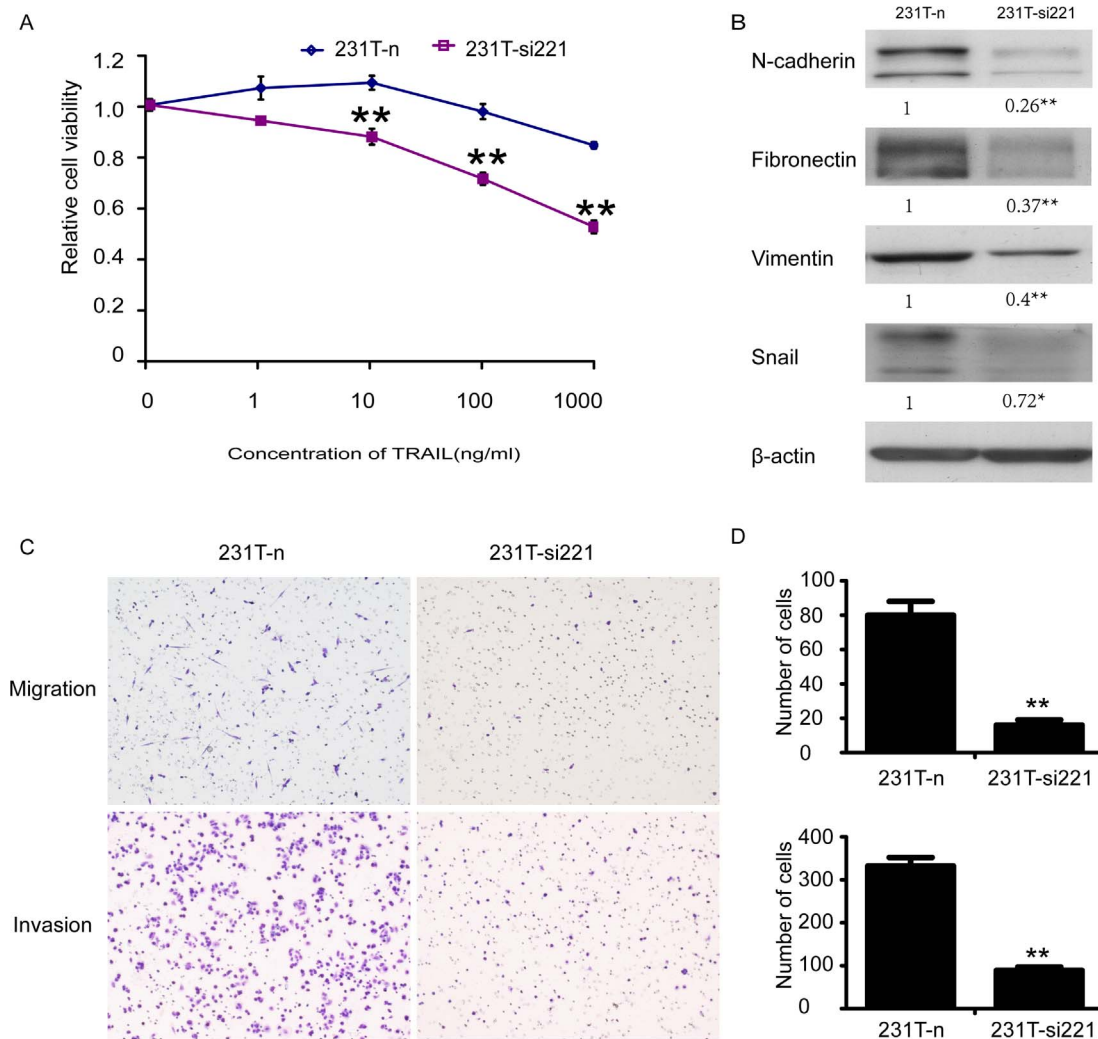 A
231T-n 231T-si221
Relative cell viability
1.2
1.0
0.8
0.6
0.4
0.2
0
** ** **
0 1 10 100 1000
Concentration of TRAIL(ng/ml)
B
231T-n 231T-si221
N-cadherin
1 0.26**
Fibronectin
1 0.37**
Vimentin
1 0.4**
Snail
1 0.72*
β-actin
C
231T-n 231T-si221
Migration
Invasion
D
Number of cells
100
80
60
40
20
0
**
231T-n 231T-si221
Number of cells
400
300
200
100
0
**
231T-n 231T-si221